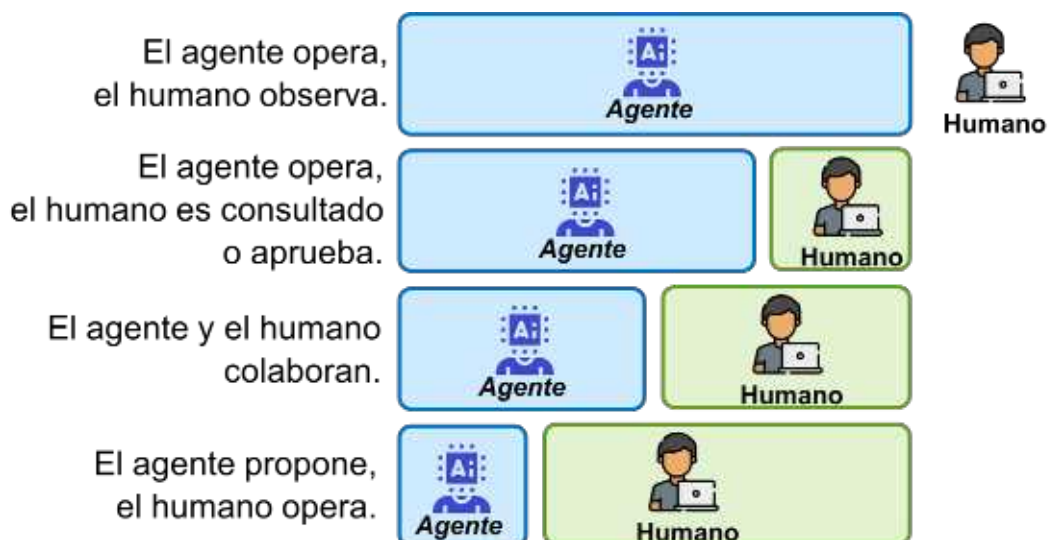 El agente opera,
el humano observa.
Ai
Agente
Humano
El agente opera,
el humano es consultado
o aprueba.
Ai
Agente
Humano
El agente y el humano
colaboran.
Ai
Agente
Humano
El agente propone,
el humano opera.
Ai
Agente
Humano